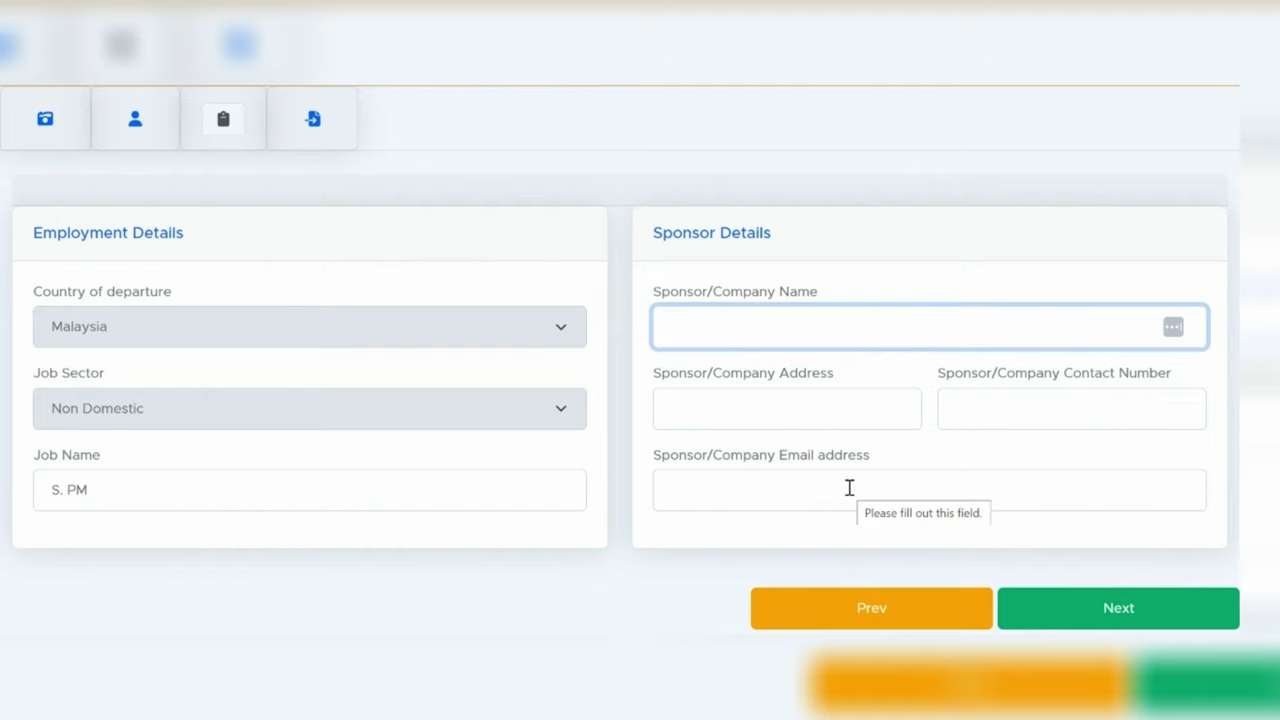 Employment Details
Country of departure
Malaysia
Job Sector
Non Domestic
Job Name
S. PM
Sponsor Details
Sponsor/Company Name
Sponsor/Company Address
Sponsor/Company Contact Number
Sponsor/Company Email address
Please fill out this field.
Prev
Next